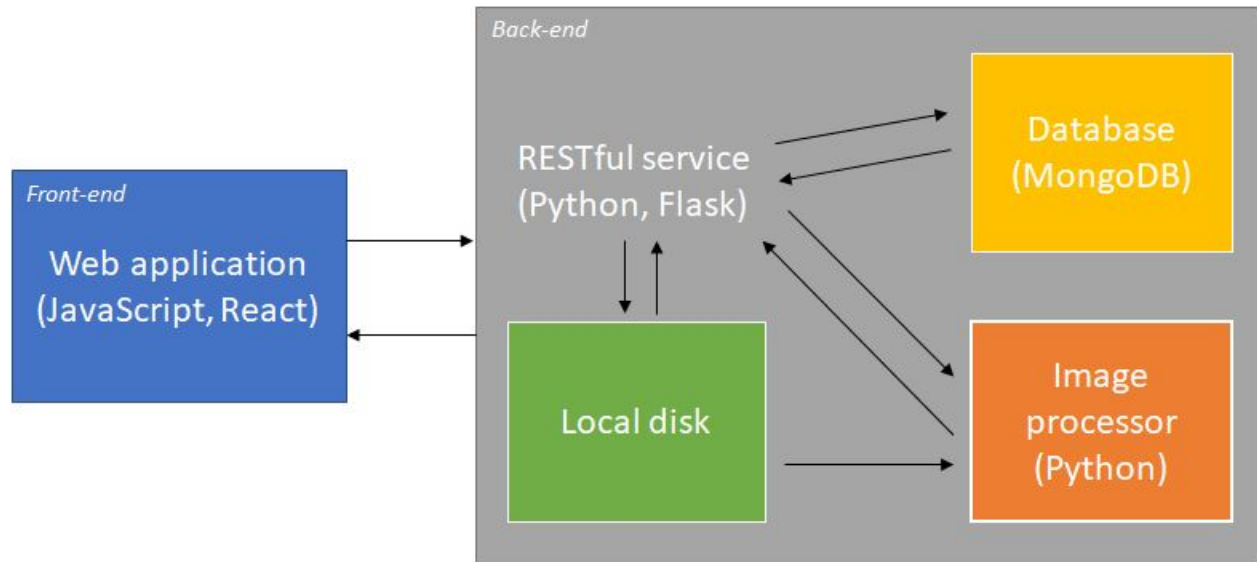 Front-end
Web application
(JavaScript, React)
Back-end
RESTful service
(Python, Flask)
Database
(MongoDB)
Local disk
Image
processor
(Python)